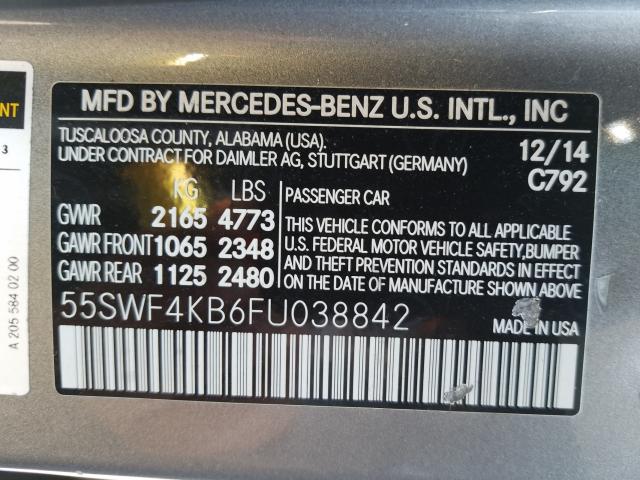 MFD BY MERCEDES-BENZ U.S. INTL., INC
TUSCALOOSA COUNTY, ALABAMA (USA).
UNDER CONTRACT FOR DAIMLER AG, STUTTGART (GERMANY)
12/14
C792
KG LBS
GVWR 2165 4773
GAWR FRONT 1065 2348
GAWR REAR 1125 2480
PASSENGER CAR
THIS VEHICLE CONFORMS TO ALL APPLICABLE
U.S. FEDERAL MOTOR VEHICLE SAFETY, BUMPER,
AND THEFT PREVENTION STANDARDS IN EFFECT
ON THE DATE OF MANUFACTURE SHOWN ABOVE.
55SWF4KB6FU038842
MADE IN USA
A 205 584 02 00